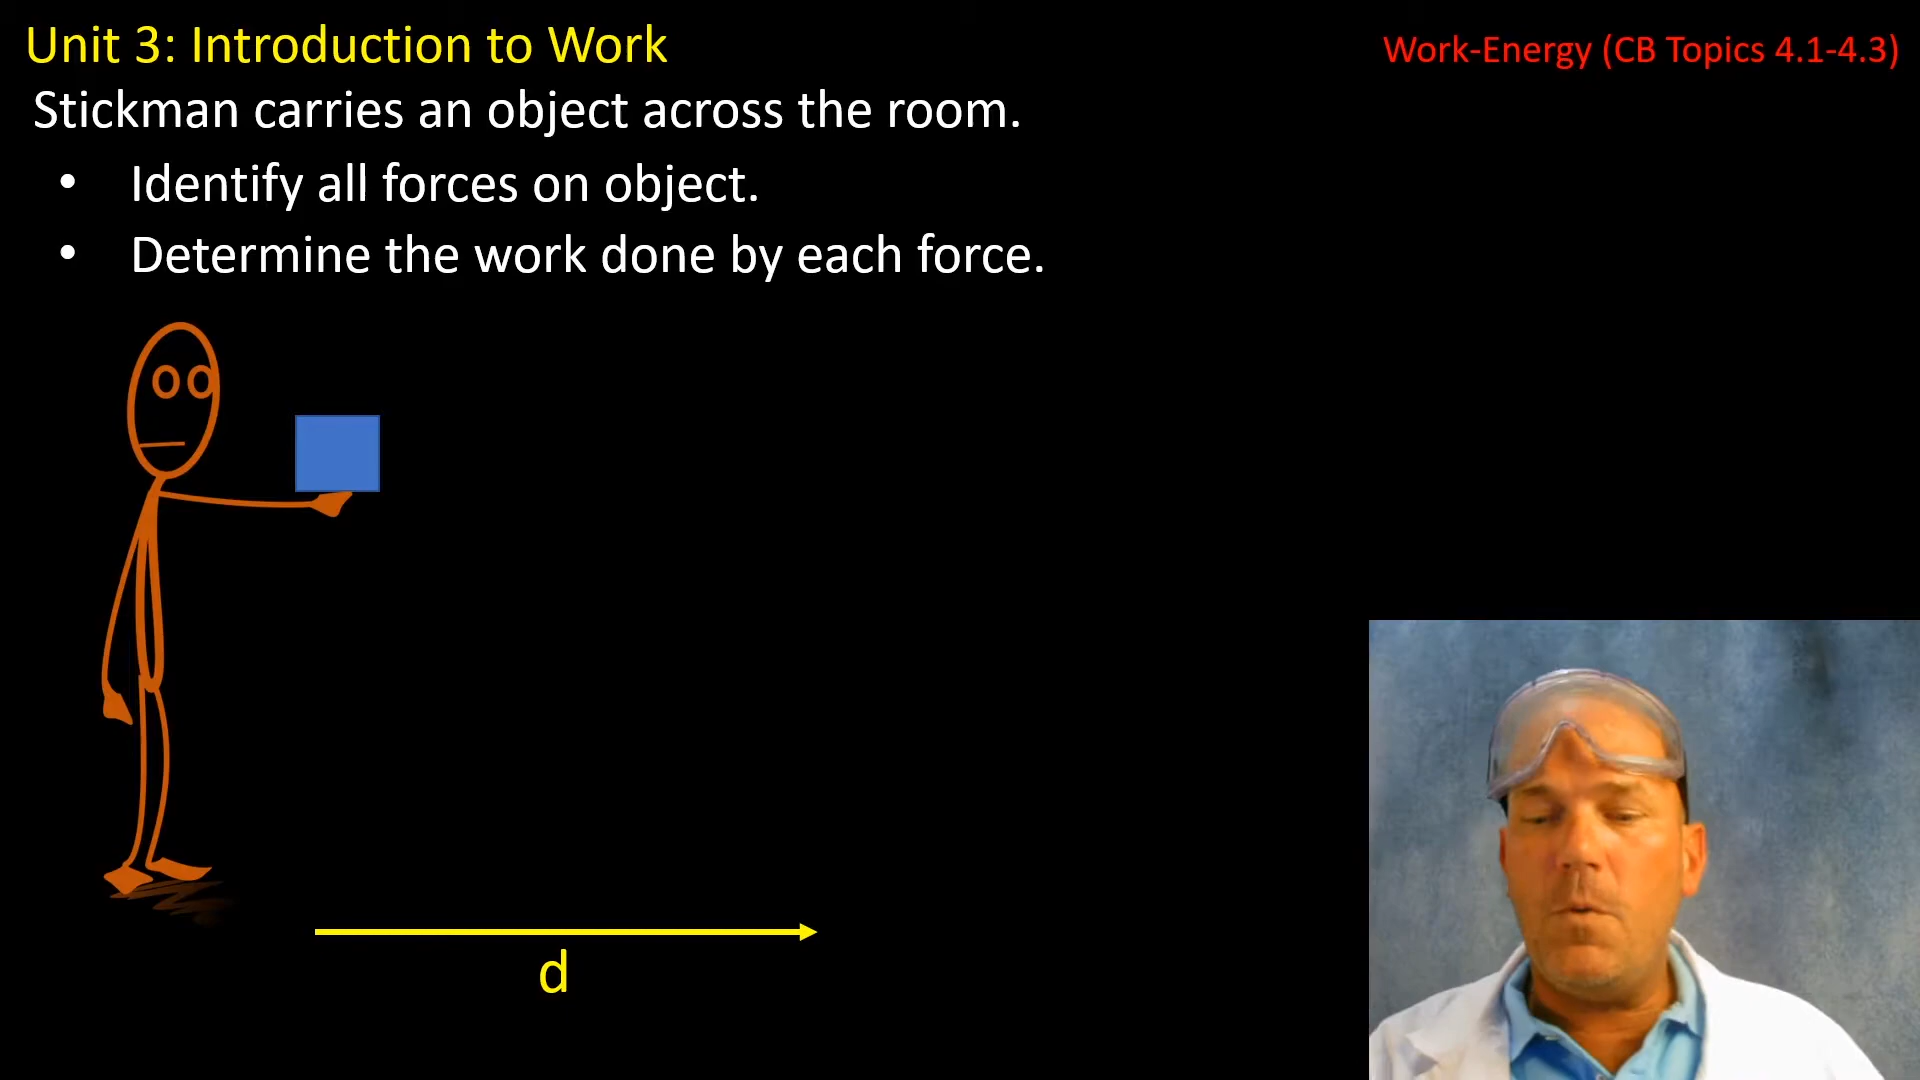 Unit 3: Introduction to Work
Work-Energy (CB Topics 4.1-4.3)
Stickman carries an object across the room.
• Identify all forces on object.
• Determine the work done by each force.
d